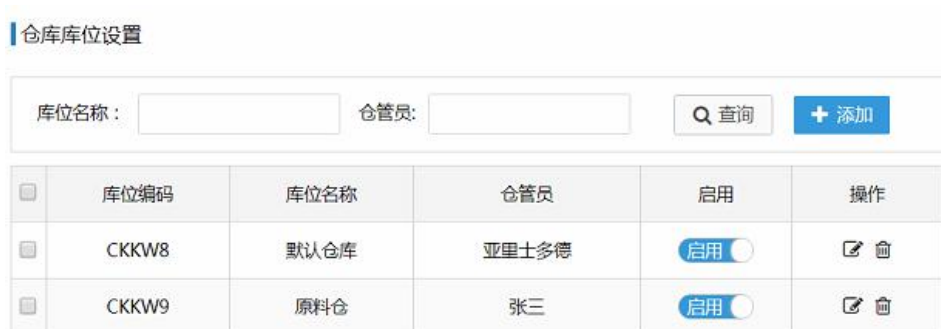 仓库库位设置
库位名称： 仓管员: 查询 添加
库位编码 库位名称 仓管员 启用 操作
CKKW8 默认仓库 亚里士多德 启用
CKKW9 原料仓 张三 启用